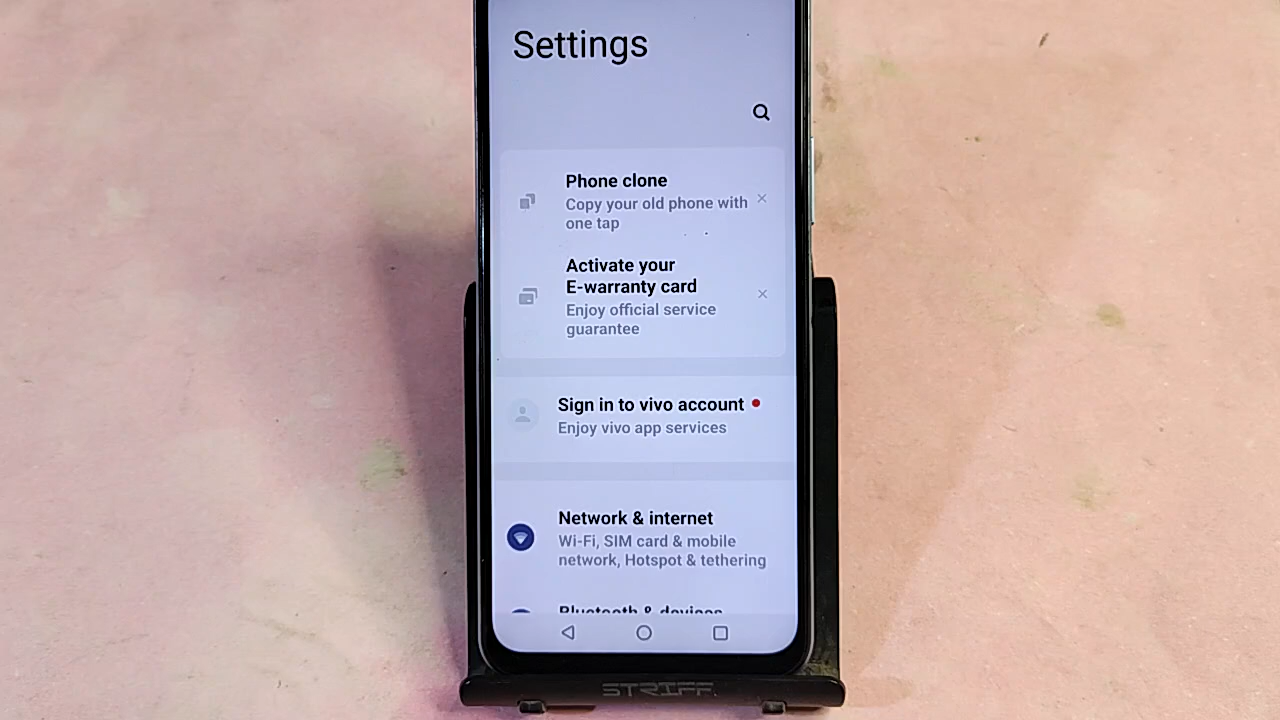 Settings
Phone clone
Copy your old phone with
one tap
Activate your
E-warranty card
Enjoy official service
guarantee
Sign in to vivo account
Enjoy vivo app services
Network & internet
Wi-Fi, SIM card & mobile
network, Hotspot & tethering
Bluetooth & devices
STRIFF